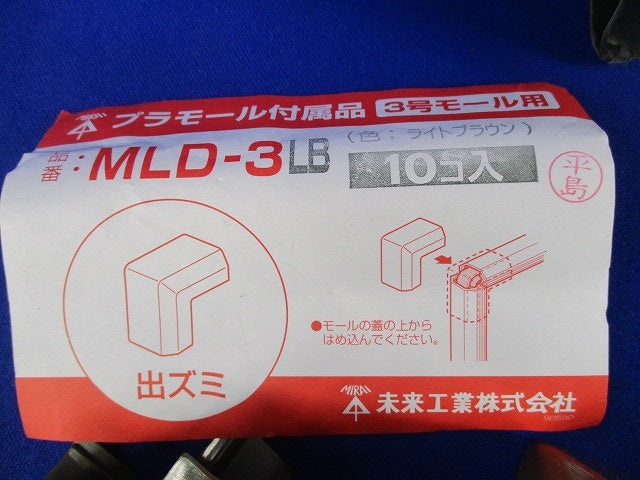 MIRAI プラモール付属品 3号モール用
品番: MLD-3LB (色:ライトブラウン)
10コ入
平島
出ズミ
●モールの蓋の上から
はめ込んでください。
MIRAI 未来工業株式会社